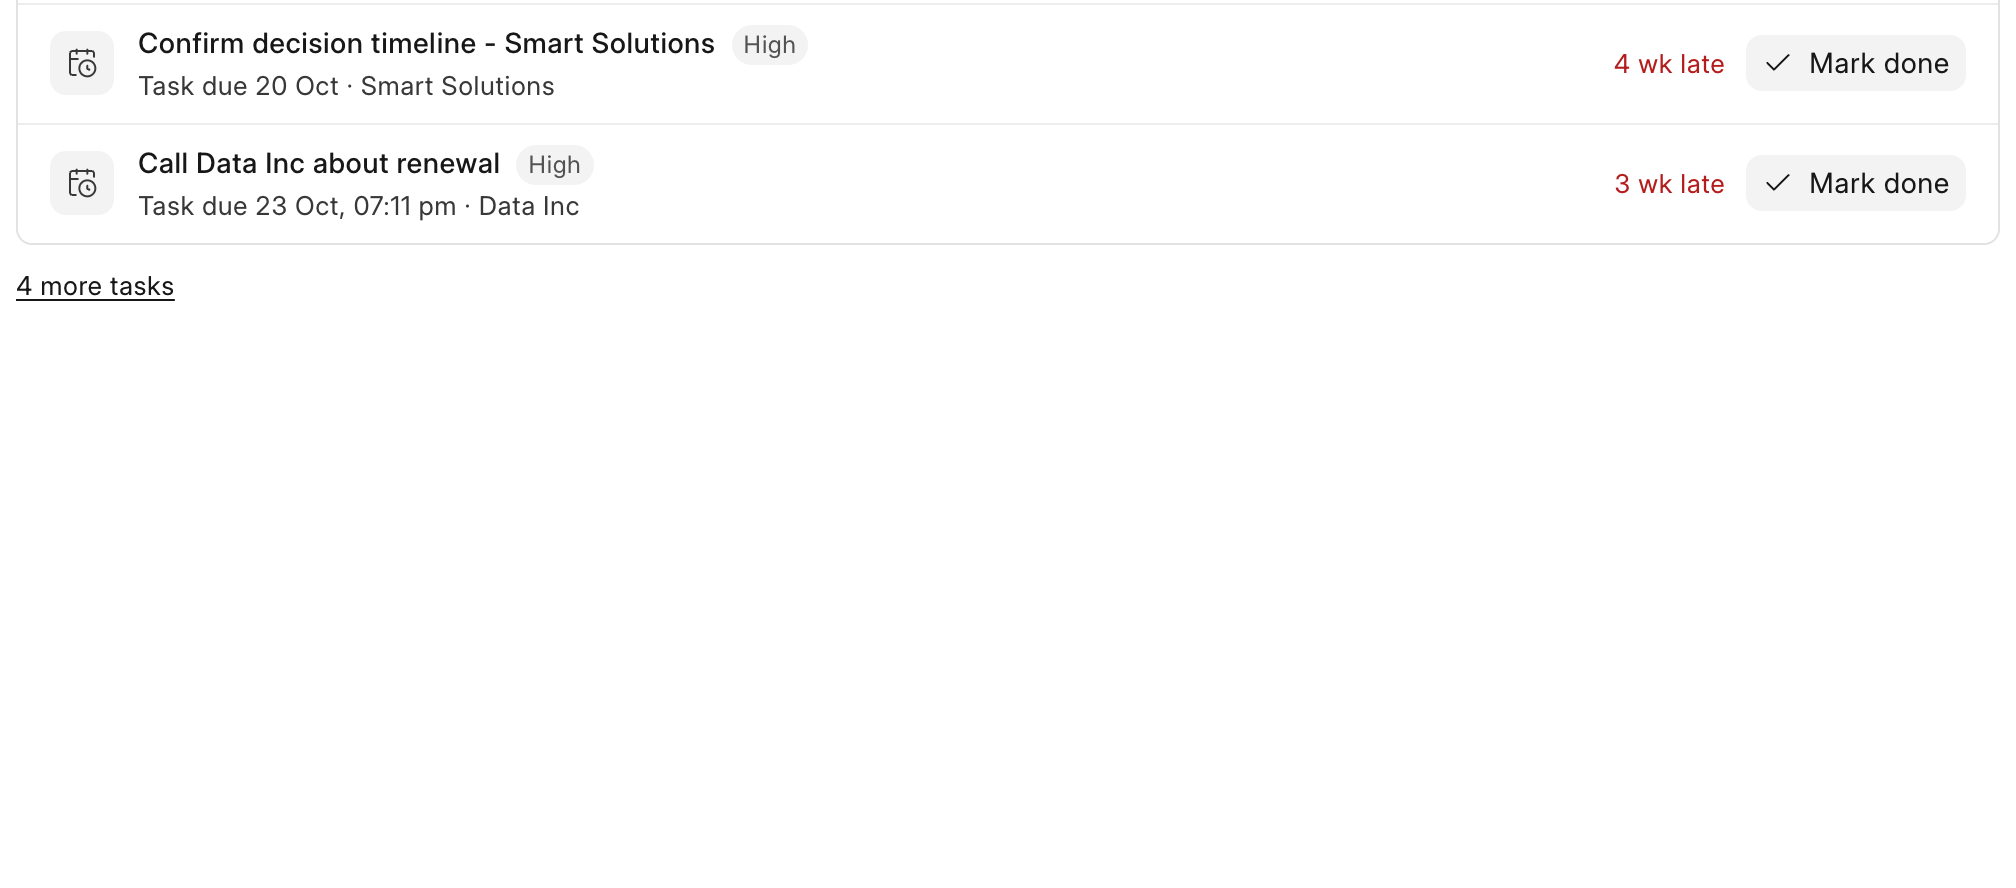 Confirm decision timeline - Smart Solutions High
Task due 20 Oct · Smart Solutions
4 wk late Mark done
Call Data Inc about renewal High
Task due 23 Oct, 07:11 pm · Data Inc
3 wk late Mark done
4 more tasks